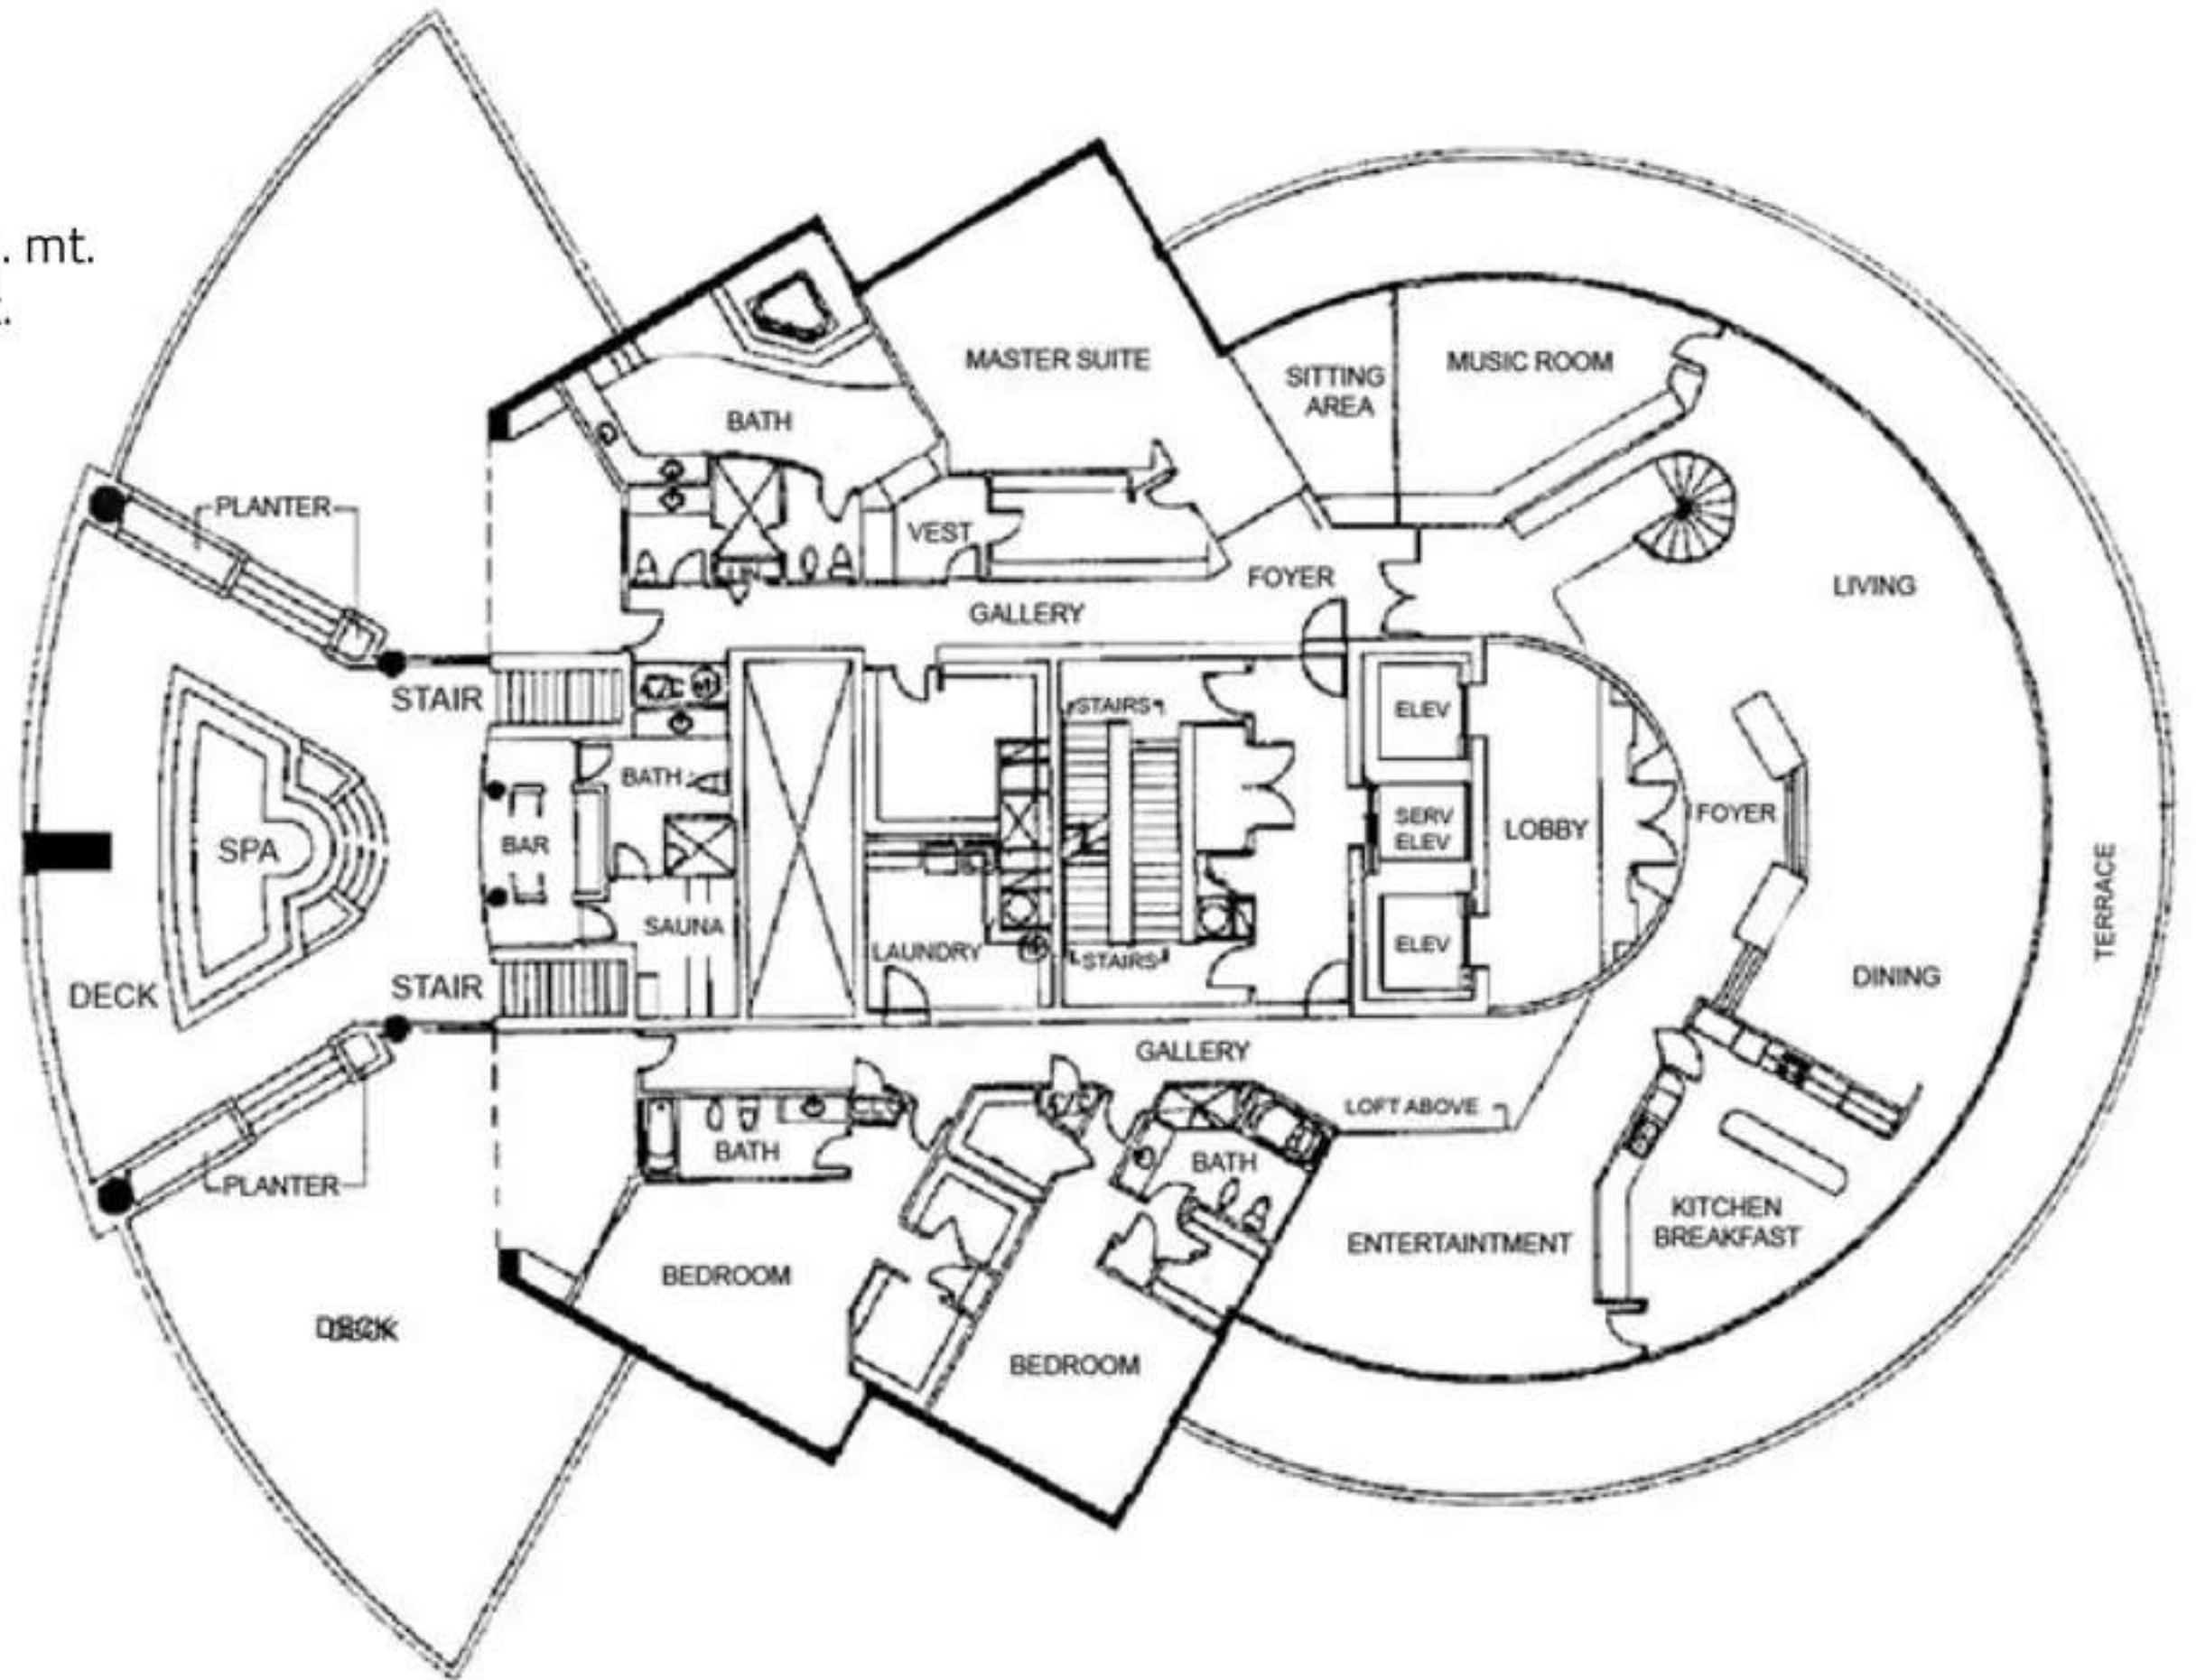 . mt.
MASTER SUITE
MUSIC ROOM
SITTING
AREA
BATH
PLANTER
VEST
FOYER
LIVING
GALLERY
STAIR
STAIRS
ELEV
BATH
SPA
BAR
SERV
ELEV
LOBBY
FOYER
TERRACE
SAUNA
LAUNDRY
STAIRS
ELEV
DINING
DECK
STAIR
GALLERY
LOFT ABOVE
BATH
BATH
PLANTER
KITCHEN
BREAKFAST
ENTERTAINTMENT
BEDROOM
DECK
BEDROOM